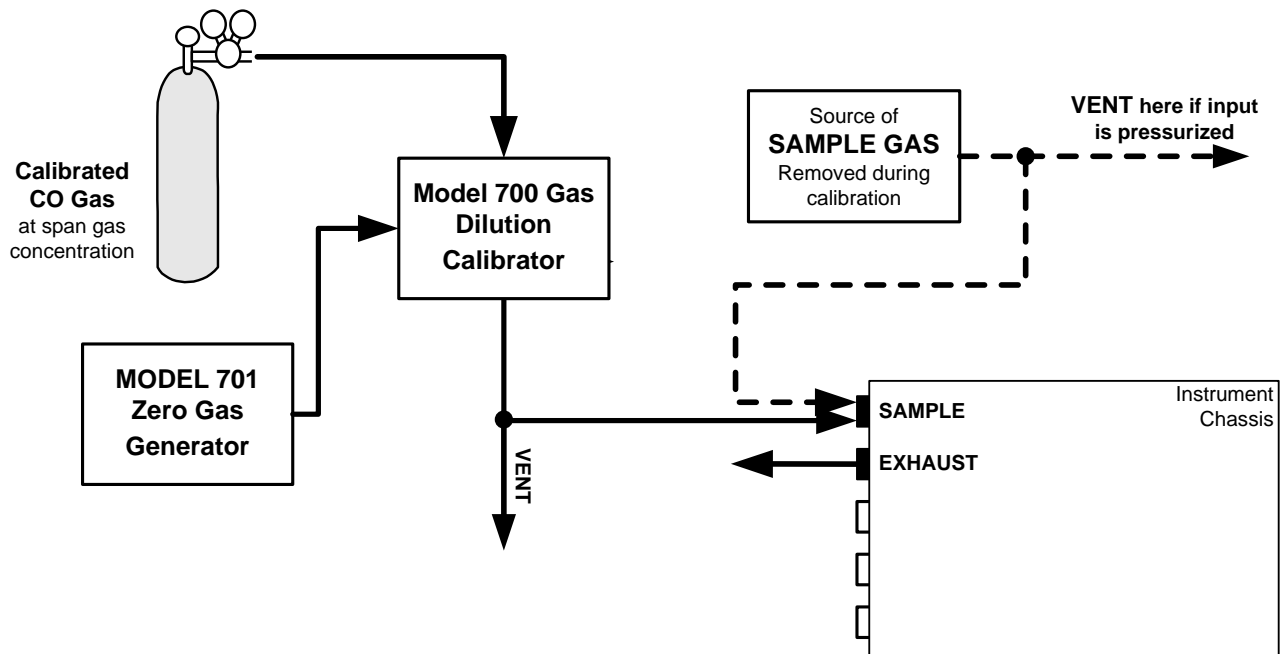 Calibrated
CO Gas
at span gas
concentration
Model 700 Gas
Dilution
Calibrator
MODEL 701
Zero Gas
Generator
VENT
Source of
SAMPLE GAS
Removed during
calibration
VENT here if input
is pressurized
Instrument
Chassis
SAMPLE
EXHAUST